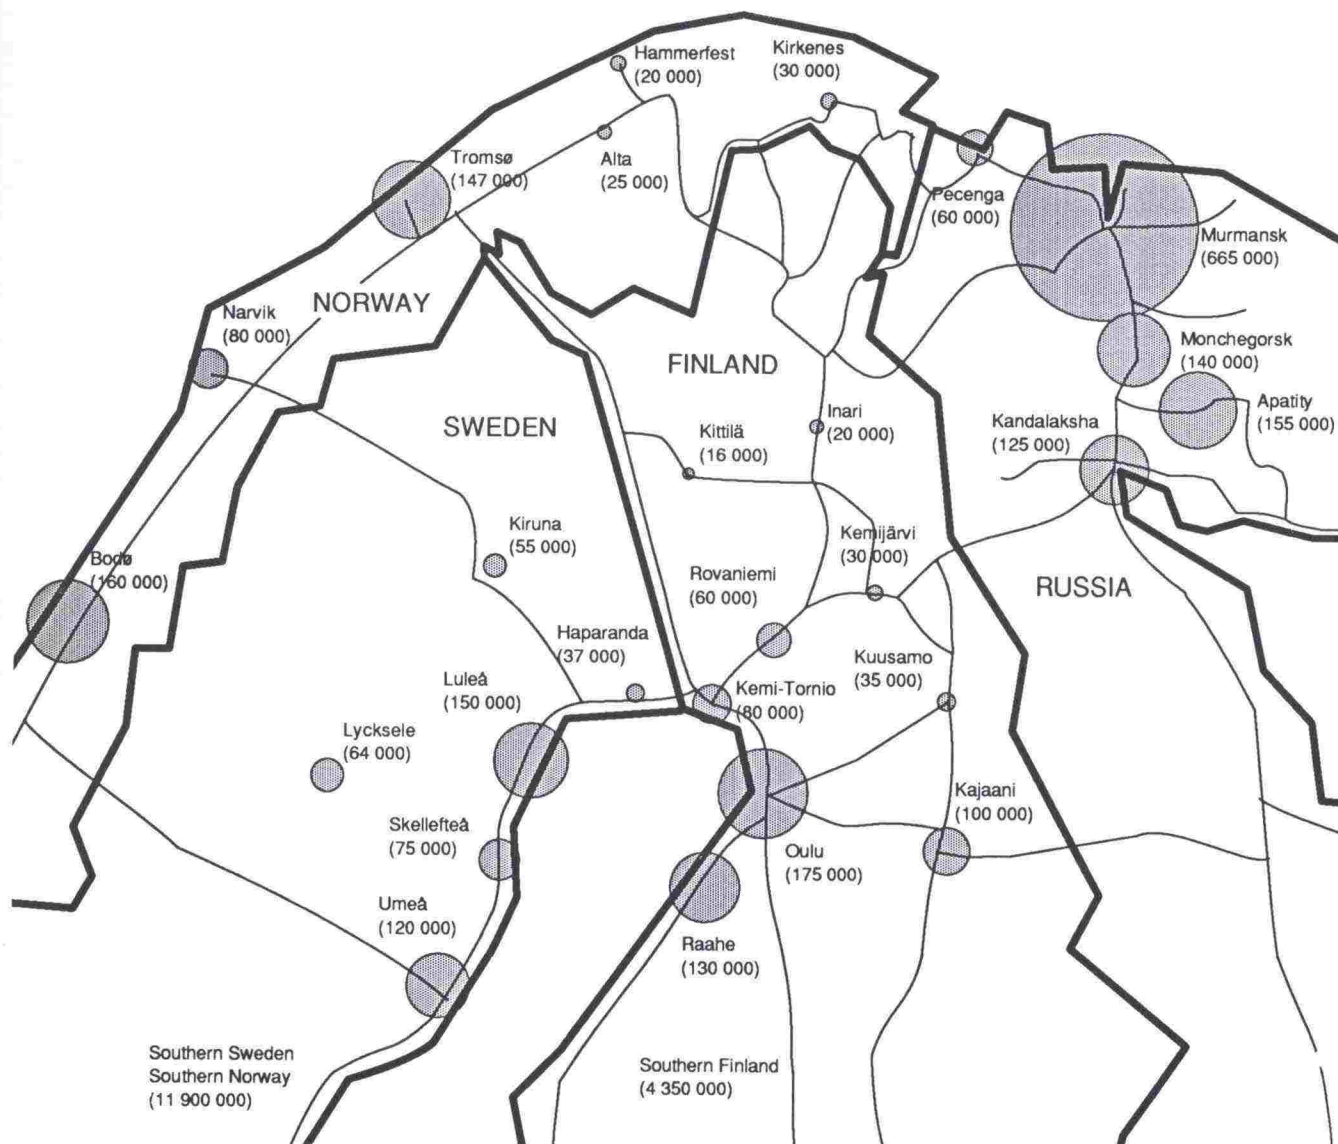 Hammerfest
(20 000)
Kirkenes
(30 000)
Tromsø
(147 000)
Alta
(25 000)
Pecenga
(60 000)
Murmansk
(665 000)
NORWAY
Narvik
(80 000)
FINLAND
Monchegorsk
(140 000)
SWEDEN
Kittilä
(16 000)
Inari
(20 000)
Kandalaksha
(125 000)
Apatity
(155 000)
Kiruna
(55 000)
Kemijärvi
(30 000)
Bodø
(160 000)
Rovaniemi
(60 000)
RUSSIA
Haparanda
(37 000)
Kuusamo
(35 000)
Luleå
(150 000)
Kemi-Tornio
(80 000)
Lycksele
(64 000)
Kajaani
(100 000)
Skellefteå
(75 000)
Oulu
(175 000)
Umeå
(120 000)
Raahe
(130 000)
Southern Sweden
Southern Norway
(11 900 000)
Southern Finland
(4 350 000)